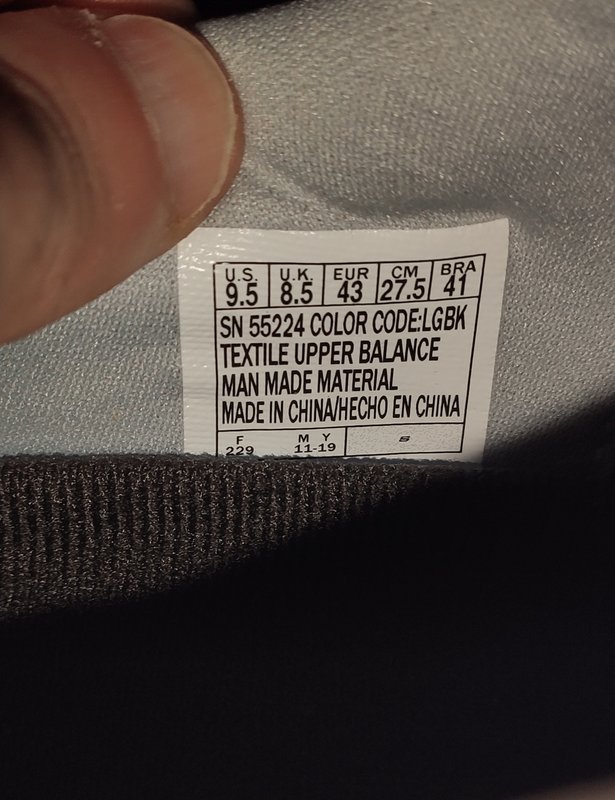 U.S. U.K. EUR CM BRA
9.5 8.5 43 27.5 41
SN 55224 COLOR CODE:LGBK
TEXTILE UPPER BALANCE
MAN MADE MATERIAL
MADE IN CHINA/HECHO EN CHINA
F M Y
229 11-19